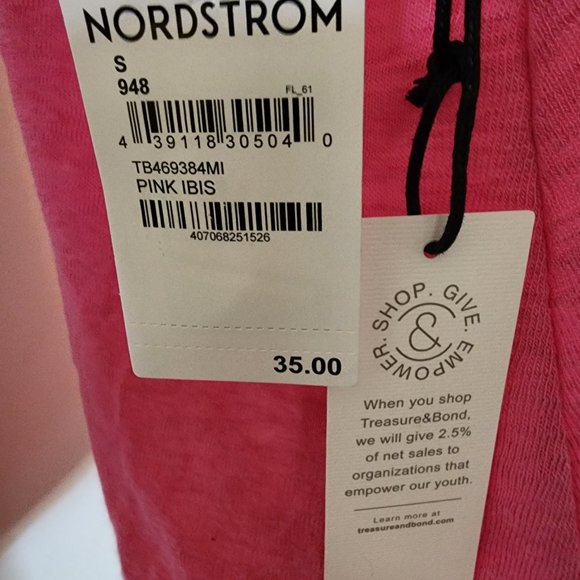 NORDSTROM
S
948
FL_61
4 39118 30504 0
TB469384MI
PINK IBIS
407068251526
35.00
SHOP. GIVE. EMPOWER.
&
When you shop
Treasure&Bond,
we will give 2.5%
of net sales to
organizations that
empower our youth.
Learn more at
treasureandbond.com